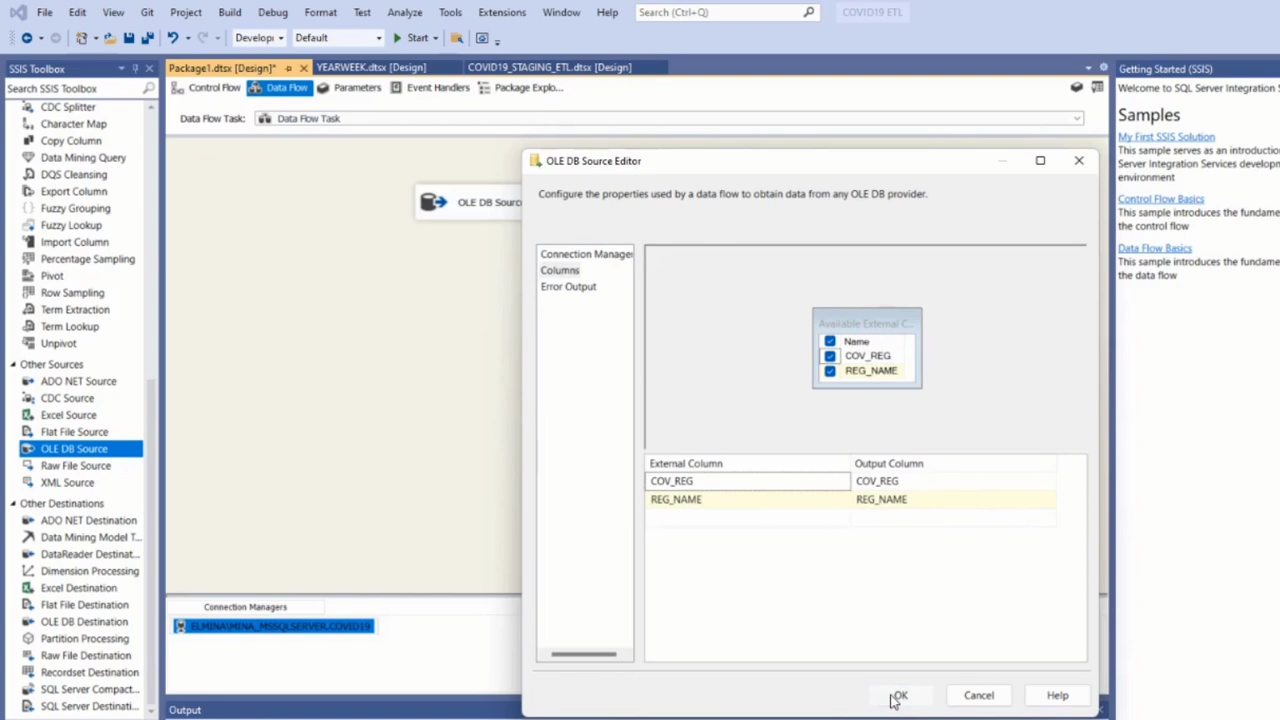 File Edit View Git Project Build Debug Format Test Analyze Tools Extensions Window Help Search (Ctrl+Q) COVID19 ETL
Develop Default Start
SSIS Toolbox
Search SSIS Toolbox
CDC Splitter
Character Map
Copy Column
Data Mining Query
DQS Cleansing
Export Column
Fuzzy Grouping
Fuzzy Lookup
Import Column
Percentage Sampling
Pivot
Row Sampling
Term Extraction
Term Lookup
Unpivot
Other Sources
ADO NET Source
CDC Source
Excel Source
Flat File Source
OLE DB Source
Raw File Source
XML Source
Other Destinations
ADO NET Destination
Data Mining Model T...
DataReader Destinat...
Dimension Processing
Excel Destination
Flat File Destination
OLE DB Destination
Partition Processing
Raw File Destination
Recordset Destination
SQL Server Compact...
SQL Server Destinati...
Package1.dtsx [Design]* YEARWEEK.dtsx [Design] COVID19_STAGING_ETL.dtsx [Design]
Control Flow Data Flow Parameters Event Handlers Package Explo...
Data Flow Task: Data Flow Task
OLE DB Sourc
Connection Managers
ELMINA\MINA_MSSQLSERVER.COVID19
Output
OLE DB Source Editor
Configure the properties used by a data flow to obtain data from any OLE DB provider.
Connection Manager
Columns
Error Output
Available External C...
Name
COV_REG
REG_NAME
External Column Output Column
COV_REG COV_REG
REG_NAME REG_NAME
OK Cancel Help
Getting Started (SSIS)
Welcome to SQL Server Integration S
Samples
My First SSIS Solution
This sample serves as an introductio
Server Integration Services developm
environment
Control Flow Basics
This sample introduces the fundame
the control flow
Data Flow Basics
This sample introduces the fundame
the data flow